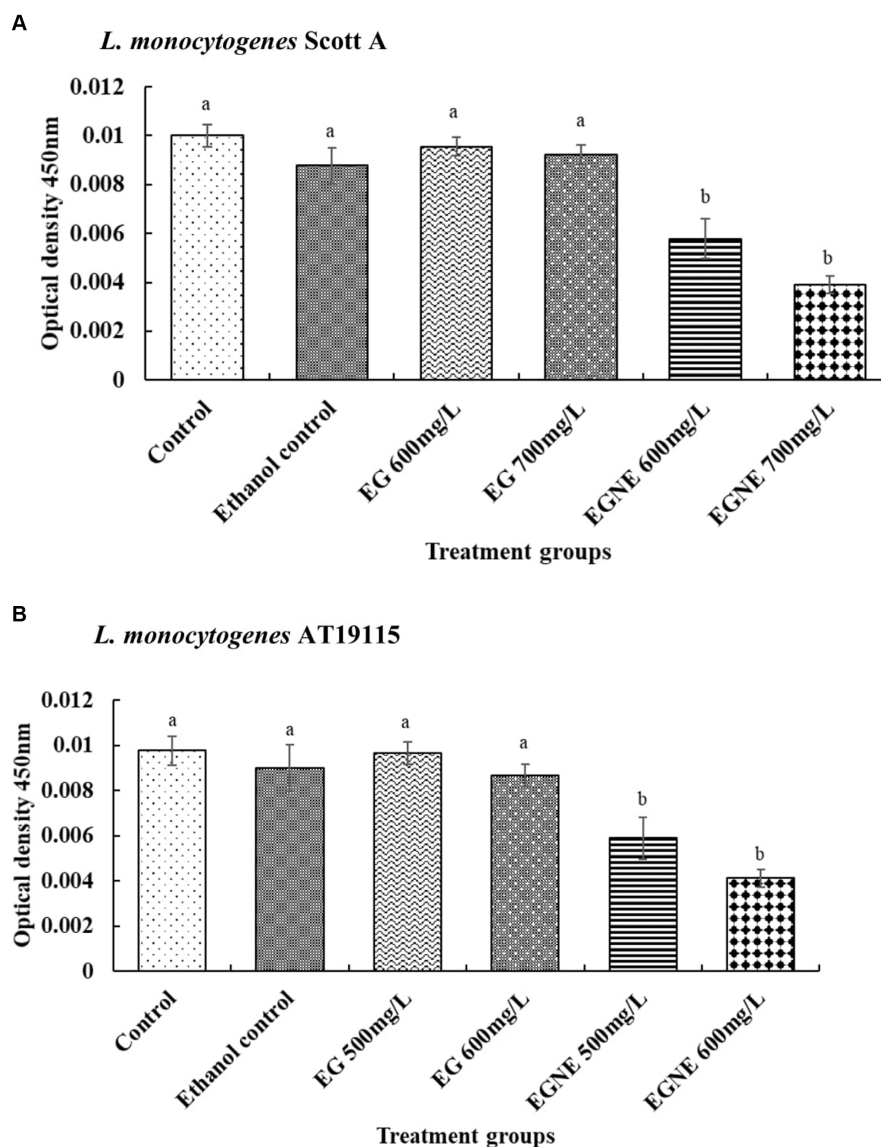 A
L. monocytogenes Scott A
Optical density 450nm
0.012
0.01
0.008
0.006
0.004
0.002
0
a
a
a
a
b
b
Control
Ethanol control
EG 600mg/L
EG 700mg/L
EGNE 600mg/L
EGNE 700mg/L
Treatment groups
B
L. monocytogenes AT19115
Optical density 450nm
0.012
0.01
0.008
0.006
0.004
0.002
0
a
a
a
a
b
b
Control
Ethanol control
EG 500mg/L
EG 600mg/L
EGNE 500mg/L
EGNE 600mg/L
Treatment groups